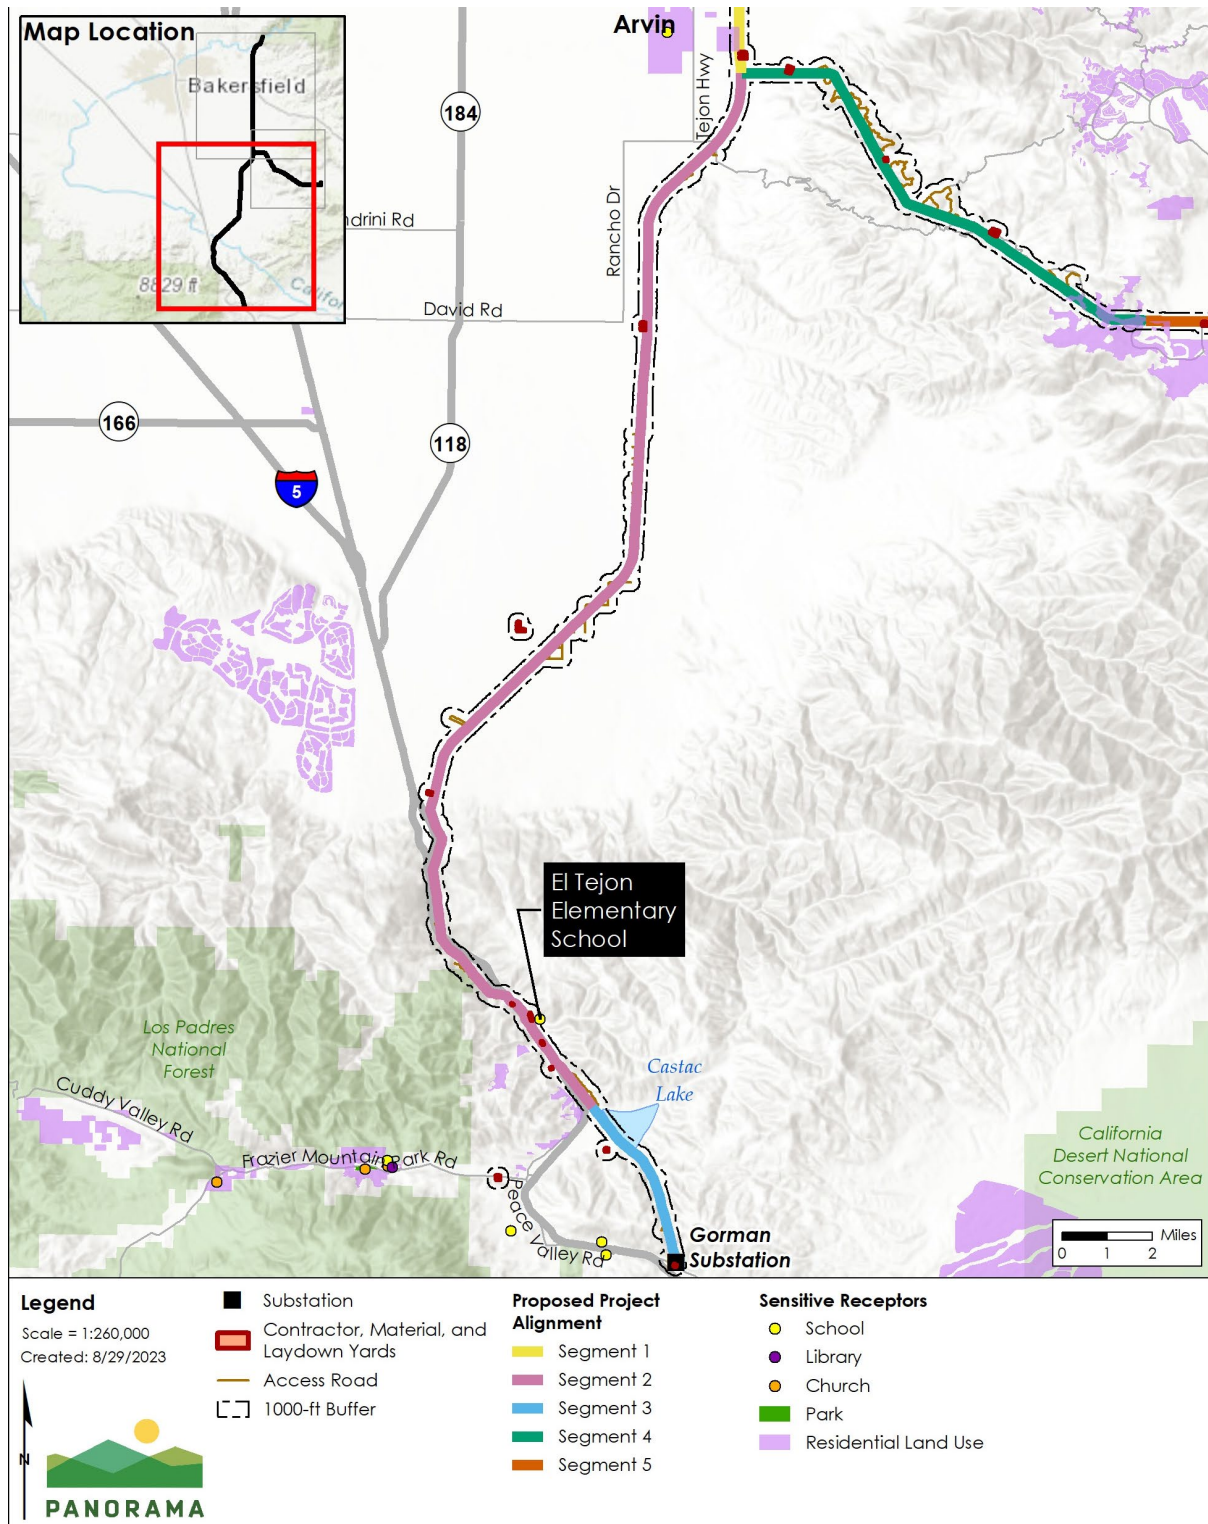 Map Location
Bakersfield
8829 ft
Califor
Arvin
Tejon Hwy
184
ndrini Rd
Rancho Dr
David Rd
166
118
5
El Tejon
Elementary
School
Los Padres
National
Forest
Castac
Lake
Cuddy Valley Rd
Frazier Mountain Park Rd
Peace Valley Rd
California
Desert National
Conservation Area
Gorman
Substation
Miles
0 1 2
Legend
Scale = 1:260,000
Created: 8/29/2023
N
PANORAMA
Substation
Contractor, Material, and
Laydown Yards
Access Road
1000-ft Buffer
Proposed Project
Alignment
Segment 1
Segment 2
Segment 3
Segment 4
Segment 5
Sensitive Receptors
School
Library
Church
Park
Residential Land Use